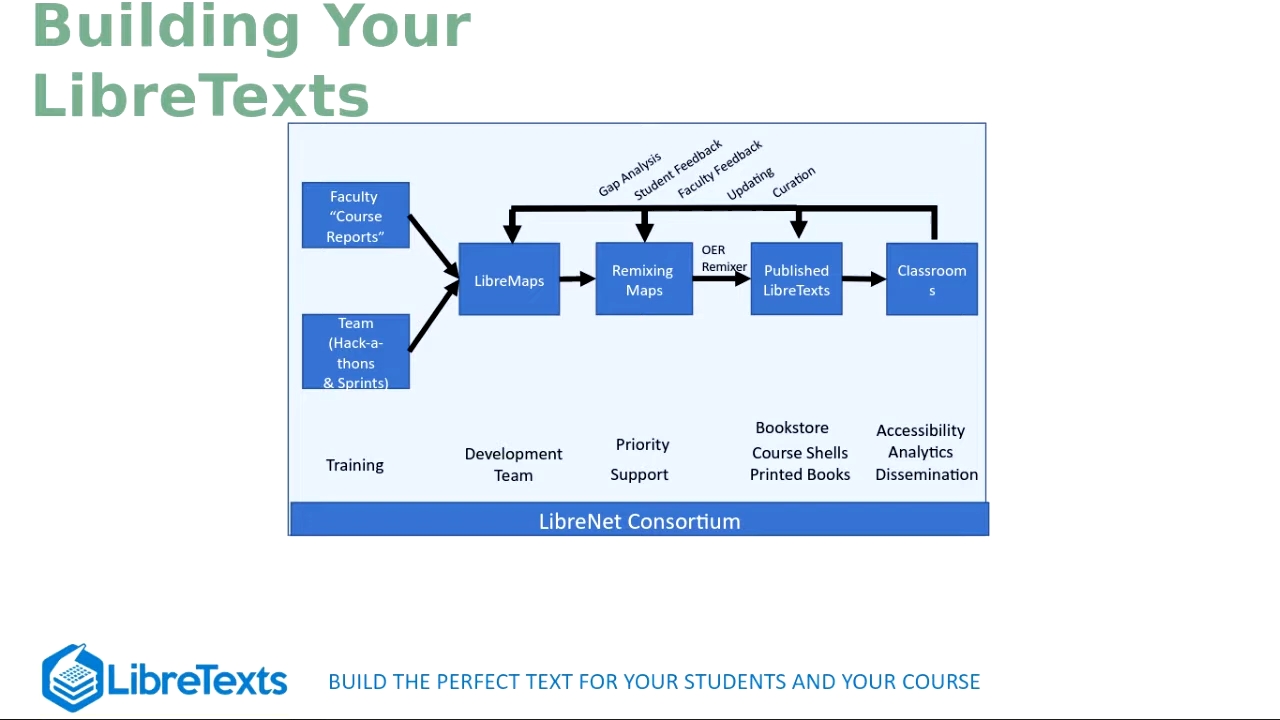 Building Your
LibreTexts
Gap Analysis
Student Feedback
Faculty Feedback
Updating
Curation
Faculty
“Course
Reports”
OER
Remixer
LibreMaps
Remixing
Maps
Published
LibreTexts
Classroom
s
Team
(Hack-a-
thons
& Sprints)
Training
Development
Team
Priority
Support
Bookstore
Course Shells
Printed Books
Accessibility
Analytics
Dissemination
LibreNet Consortium
LibreTexts
BUILD THE PERFECT TEXT FOR YOUR STUDENTS AND YOUR COURSE